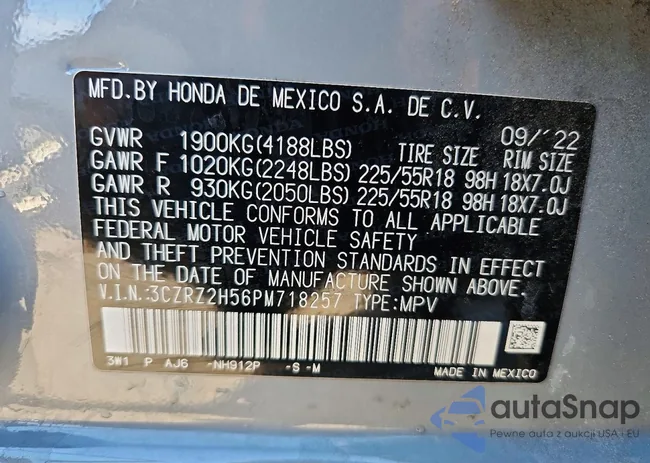 MFD.BY HONDA DE MEXICO S.A. DE C.V.
09/'22
GVWR 1900KG(4188LBS) TIRE SIZE RIM SIZE
GAWR F 1020KG(2248LBS) 225/55R18 98H 18X7.0J
GAWR R 930KG(2050LBS) 225/55R18 98H 18X7.0J
THIS VEHICLE CONFORMS TO ALL APPLICABLE
FEDERAL MOTOR VEHICLE SAFETY
AND THEFT PREVENTION STANDARDS IN EFFECT
ON THE DATE OF MANUFACTURE SHOWN ABOVE.
V.I.N.:3CZRZ2H56PM718257 TYPE:MPV
3W1 P AJ6 -NH912P -S -M
MADE IN MEXICO
autaSnap
Pewne auto z aukcji USA i EU